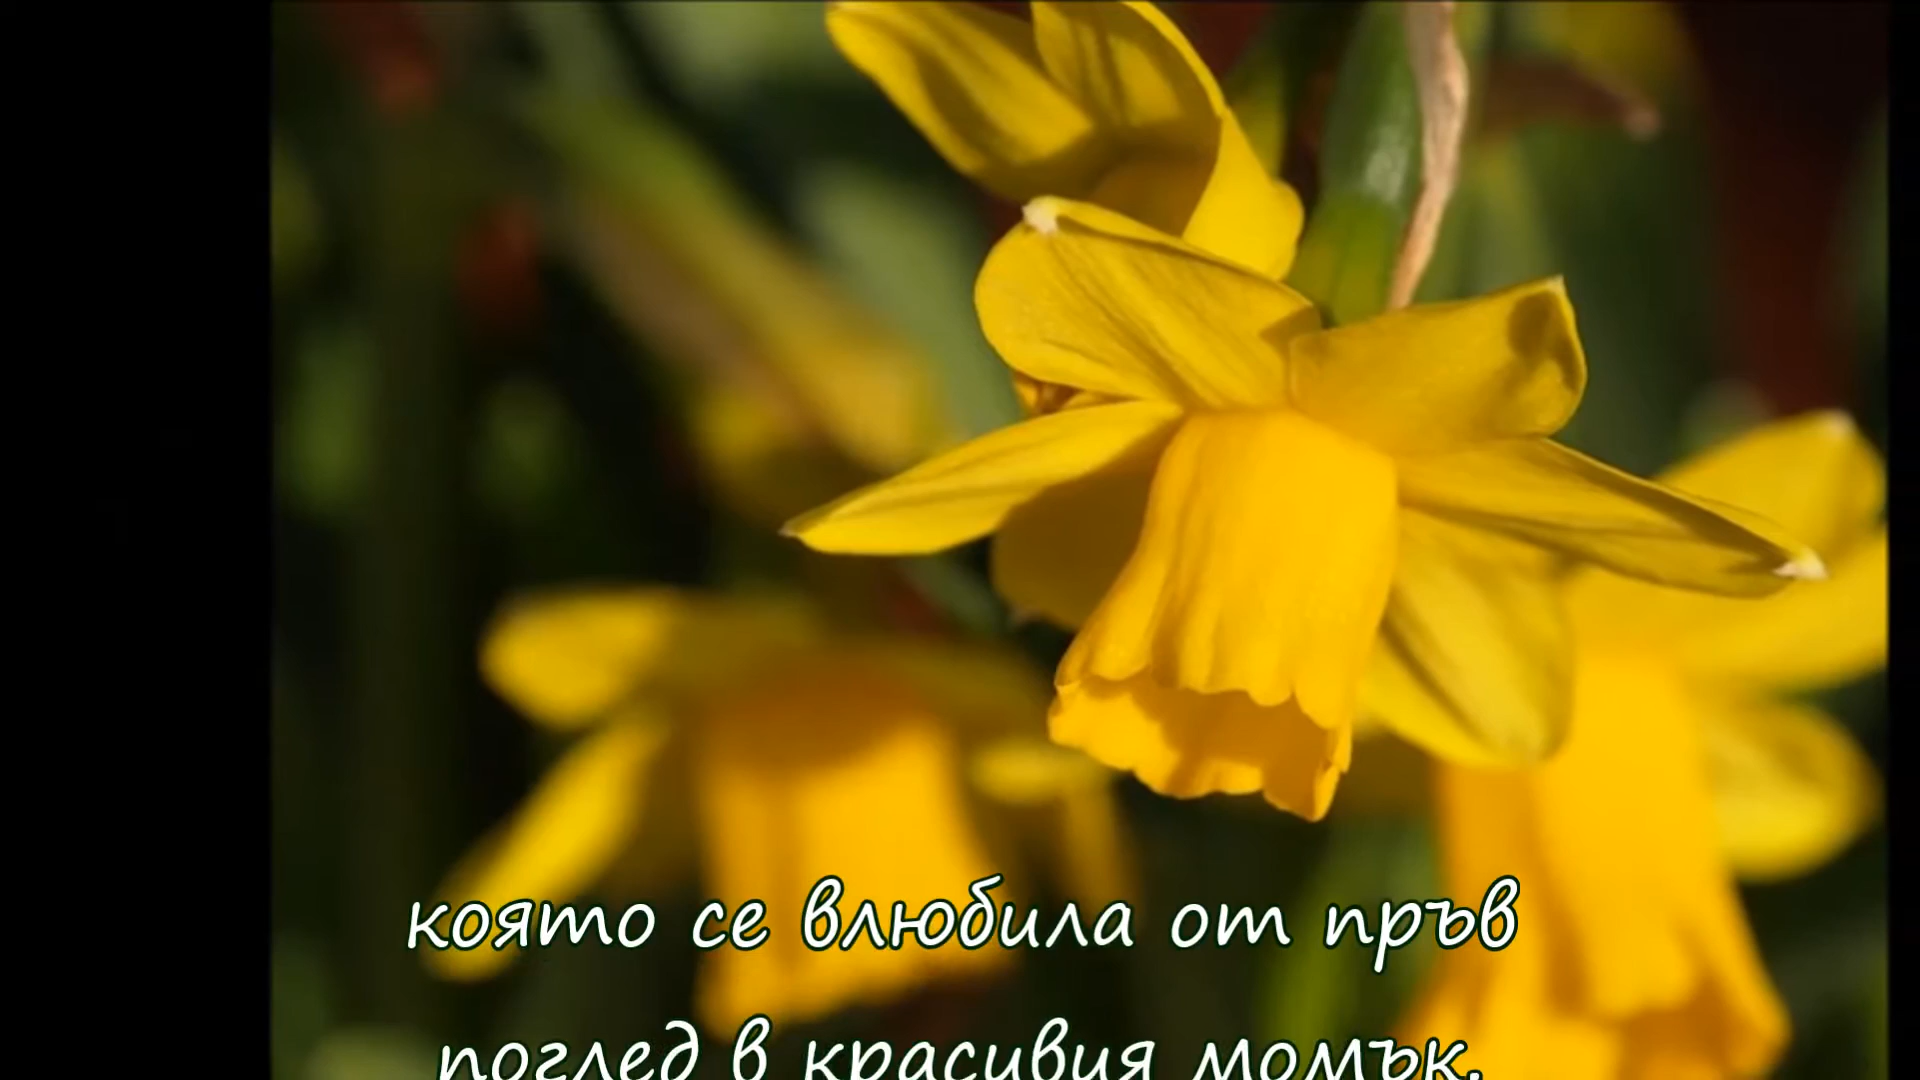 която се влюбила от пръв
поглед в красивия момък.